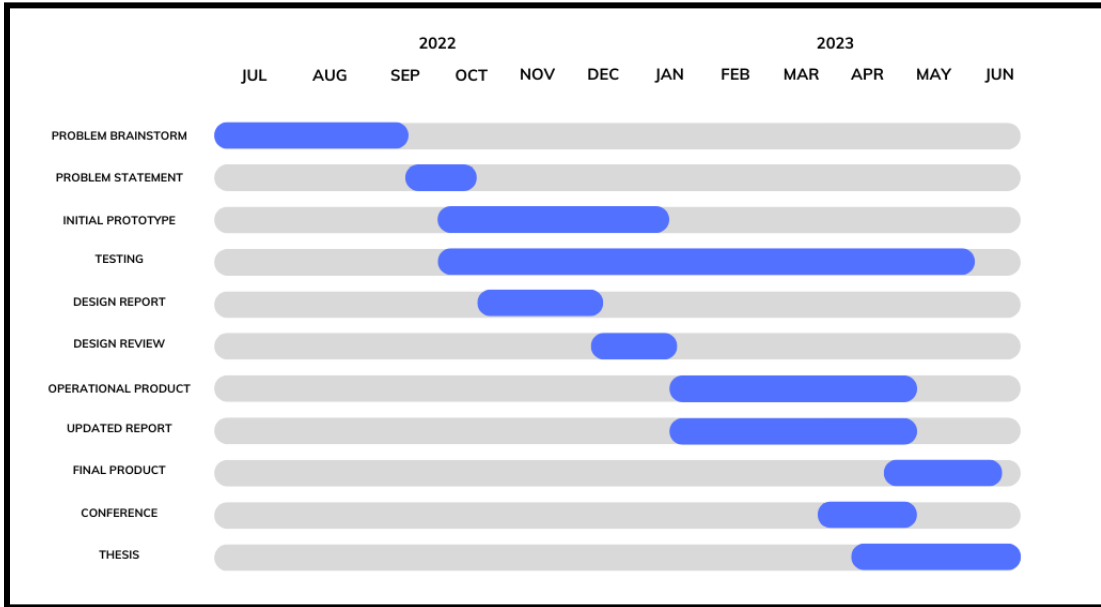 2022 2023
JUL AUG SEP OCT NOV DEC JAN FEB MAR APR MAY JUN
PROBLEM BRAINSTORM
PROBLEM STATEMENT
INITIAL PROTOTYPE
TESTING
DESIGN REPORT
DESIGN REVIEW
OPERATIONAL PRODUCT
UPDATED REPORT
FINAL PRODUCT
CONFERENCE
THESIS